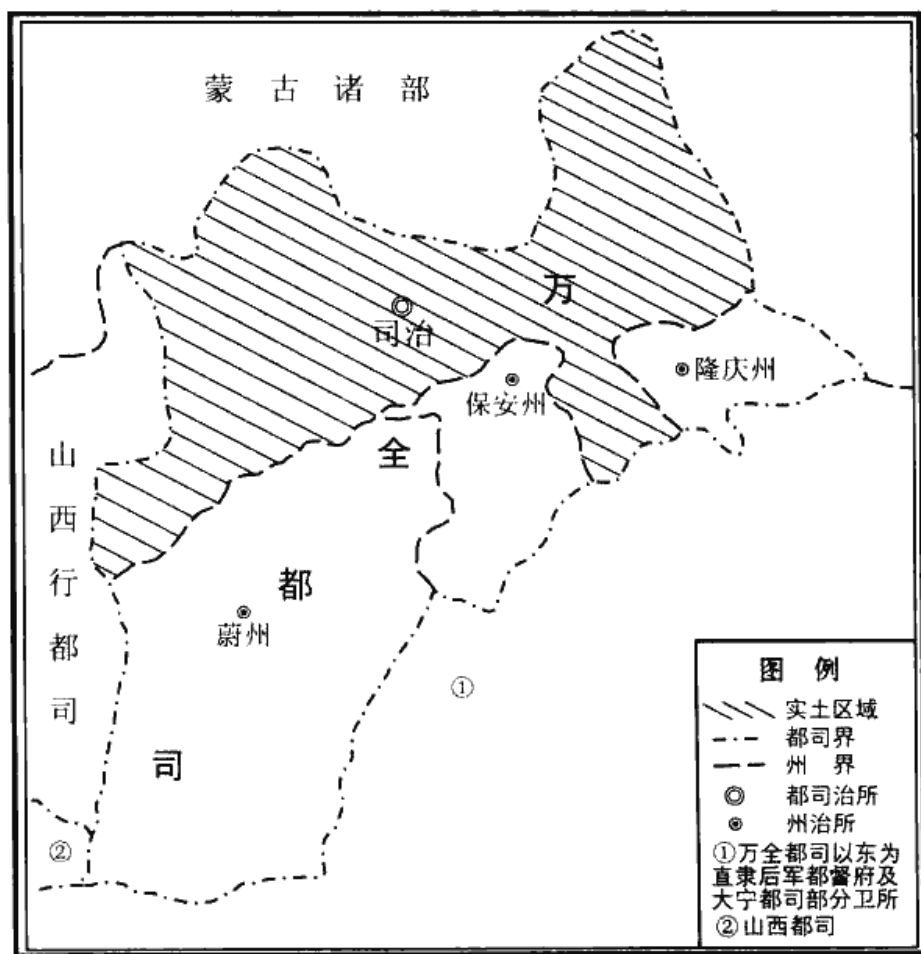 蒙古诸部
万
司治
隆庆州
保安州
全
山西行都司
都
蔚州
①
司
②
图 例
实土区域
都司界
州 界
都司治所
州治所
①万全都司以东为
直隶后军都督府及
大宁都司部分卫所
②山西都司